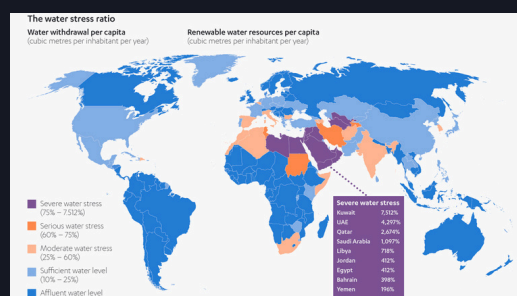 The water stress ratio
Water withdrawal per capita
(cubic metres per inhabitant per year)
Renewable water resources per capita
(cubic metres per inhabitant per year)
Severe water stress
(75% – 7.512%)
Serious water stress
(60% – 75%)
Moderate water stress
(25% – 60%)
Sufficient water level
(10% – 25%)
Affluent water level
Severe water stress
Kuwait 7,512%
UAE 4,297%
Qatar 2,674%
Saudi Arabia 1,097%
Libya 718%
Jordan 412%
Egypt 412%
Bahrain 398%
Yemen 196%